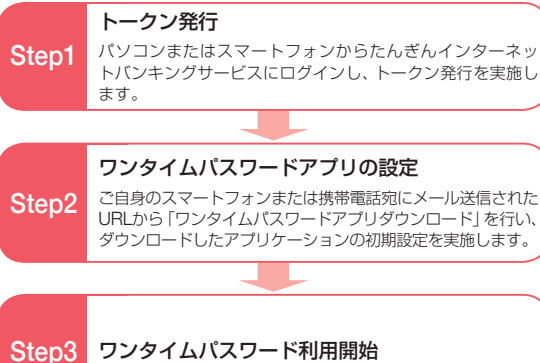 Step1
トークン発行
パソコンまたはスマートフォンからたんぎんインターネッ
トバンキングサービスにログインし、トークン発行を実施し
ます。
Step2
ワンタイムパスワードアプリの設定
ご自身のスマートフォンまたは携帯電話宛にメール送信された
URLから「ワンタイムパスワードアプリダウンロード」を行い、
ダウンロードしたアプリケーションの初期設定を実施します。
Step3
ワンタイムパスワード利用開始